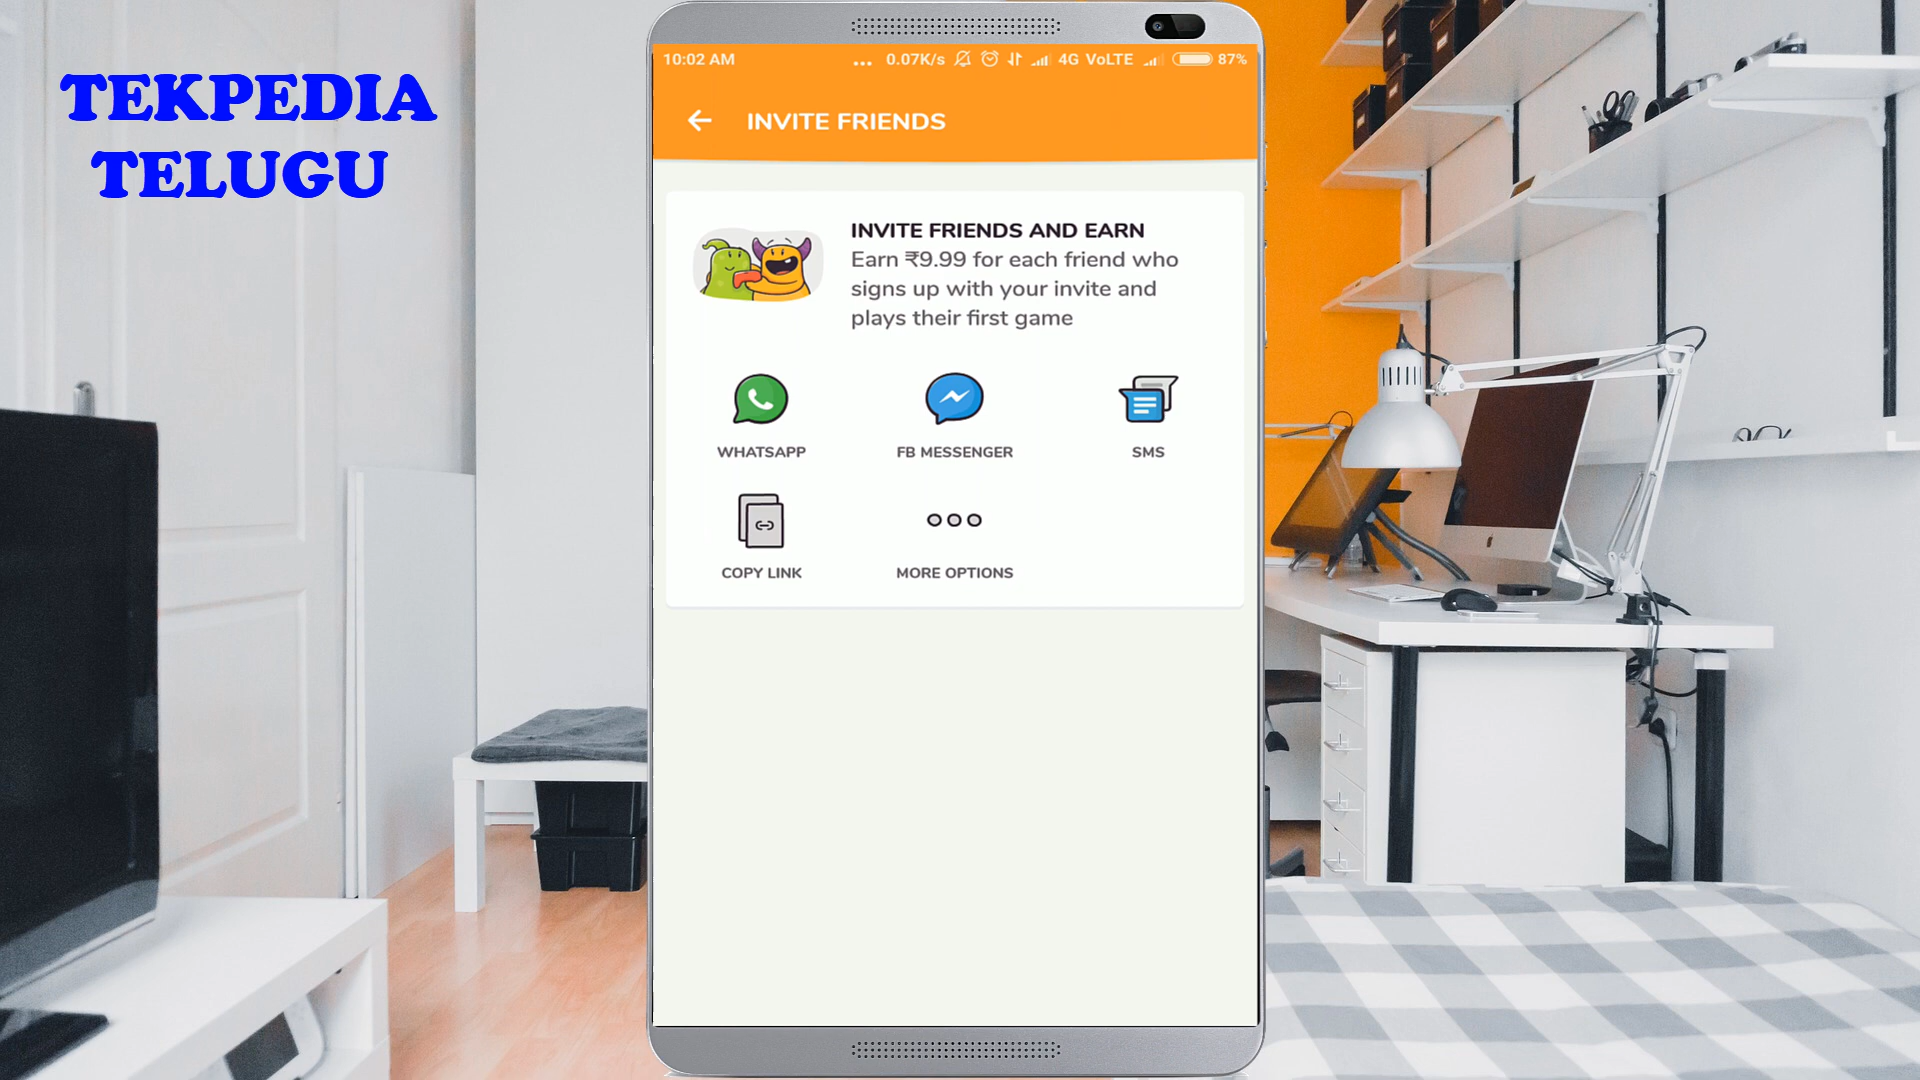 TEKPEDIA
TELUGU
10:02 AM ... 0.07K/s 4G VoLTE 87%
INVITE FRIENDS
INVITE FRIENDS AND EARN
Earn ₹9.99 for each friend who
signs up with your invite and
plays their first game
WHATSAPP FB MESSENGER SMS
COPY LINK MORE OPTIONS